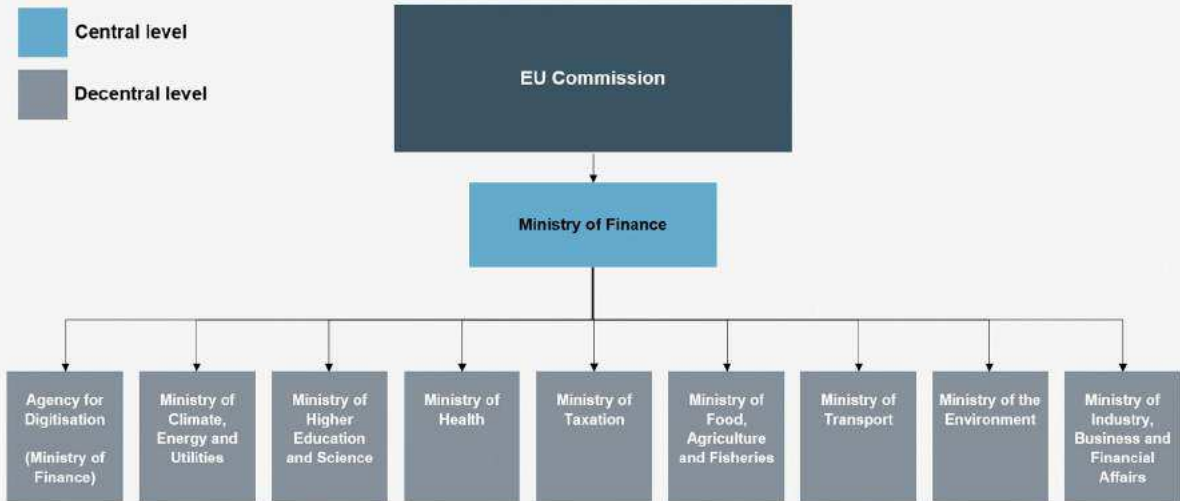 Central level
Decentral level
EU Commission
Ministry of Finance
Agency for
Digitisation
(Ministry of
Finance)
Ministry of
Climate,
Energy and
Utilities
Ministry of
Higher
Education
and Science
Ministry of
Health
Ministry of
Taxation
Ministry of
Food,
Agriculture
and Fisheries
Ministry of
Transport
Ministry of the
Environment
Ministry of
Industry,
Business and
Financial
Affairs